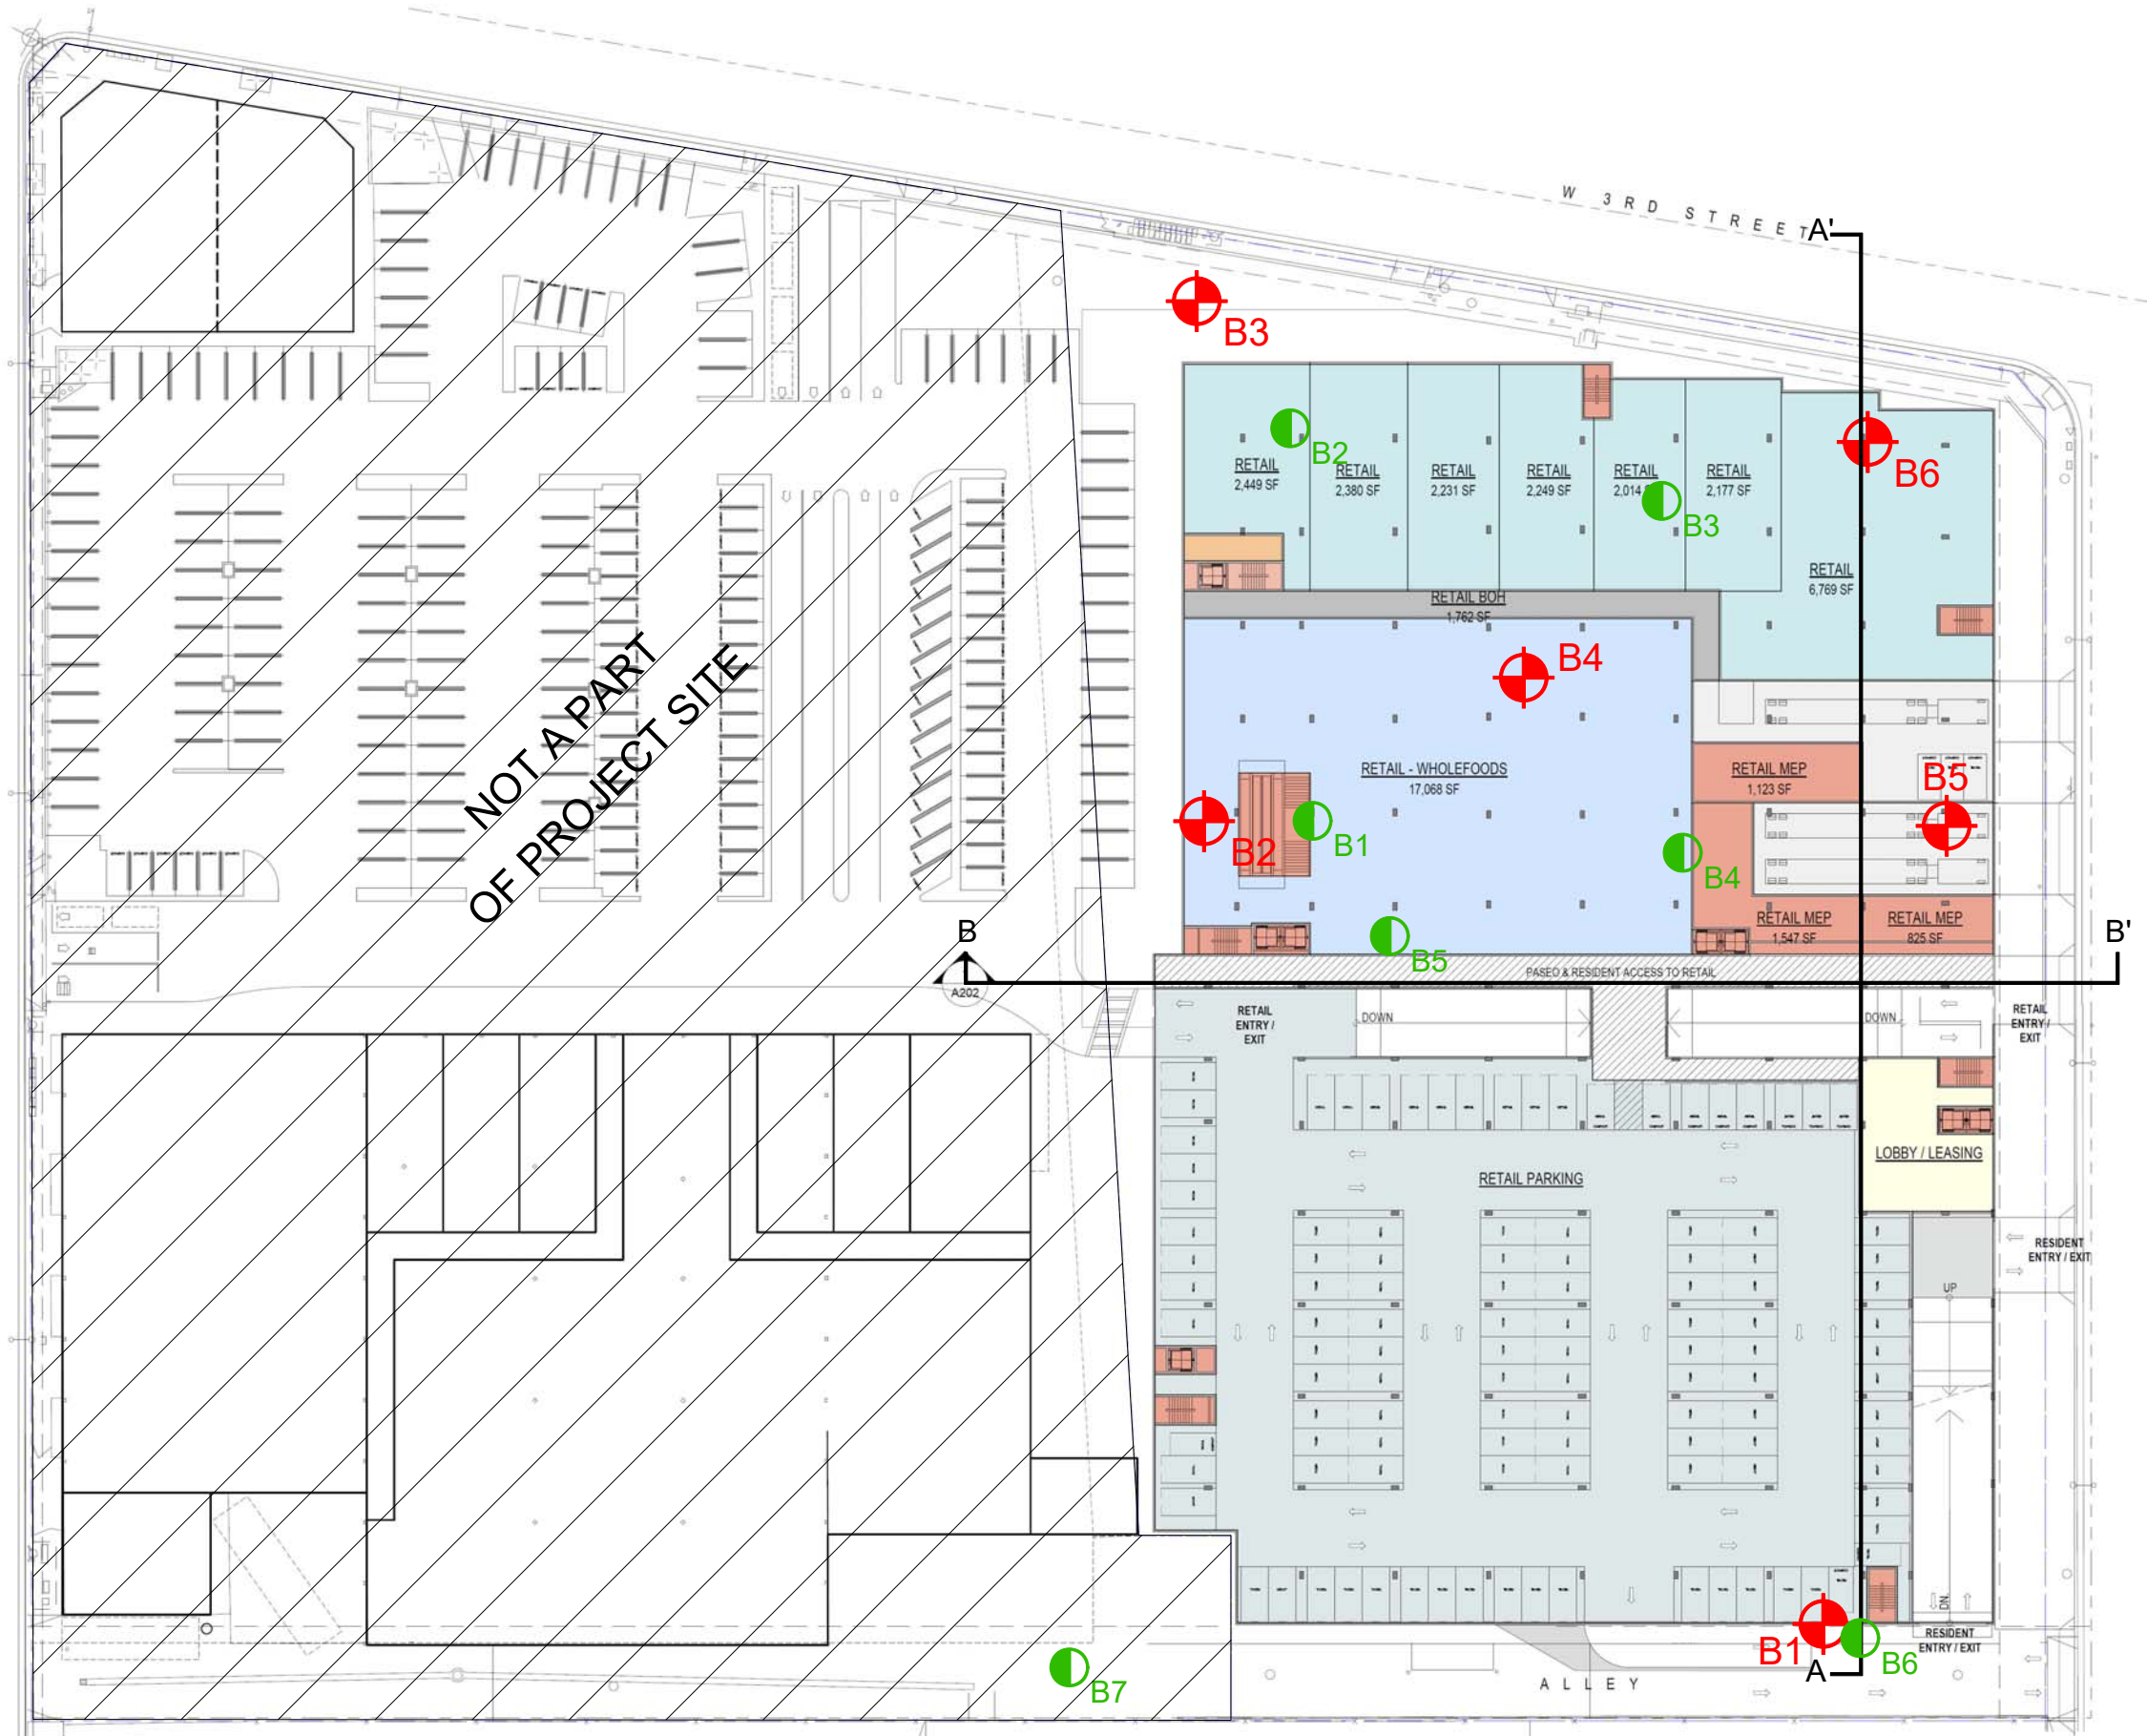 W 3RD STREET
A'
B3
B6
B2
RETAIL
2,449 SF
RETAIL
2,380 SF
RETAIL
2,231 SF
RETAIL
2,249 SF
RETAIL
2,014
RETAIL
2,177 SF
B3
RETAIL
6,769 SF
RETAIL BOH
1,762 SF
B4
NOT A PART
OF PROJECT SITE
RETAIL - WHOLEFOODS
17,068 SF
RETAIL MEP
1,123 SF
B5
B2
B1
B4
RETAIL MEP
1,547 SF
RETAIL MEP
825 SF
B
B'
B5
PASEO & RESIDENT ACCESS TO RETAIL
A202
RETAIL
ENTRY /
EXIT
DOWN
DOWN
RETAIL
ENTRY /
EXIT
LOBBY / LEASING
RETAIL PARKING
RESIDENT
ENTRY / EXIT
UP
DN
RESIDENT
ENTRY / EXIT
B1
A
B6
B7
ALLEY